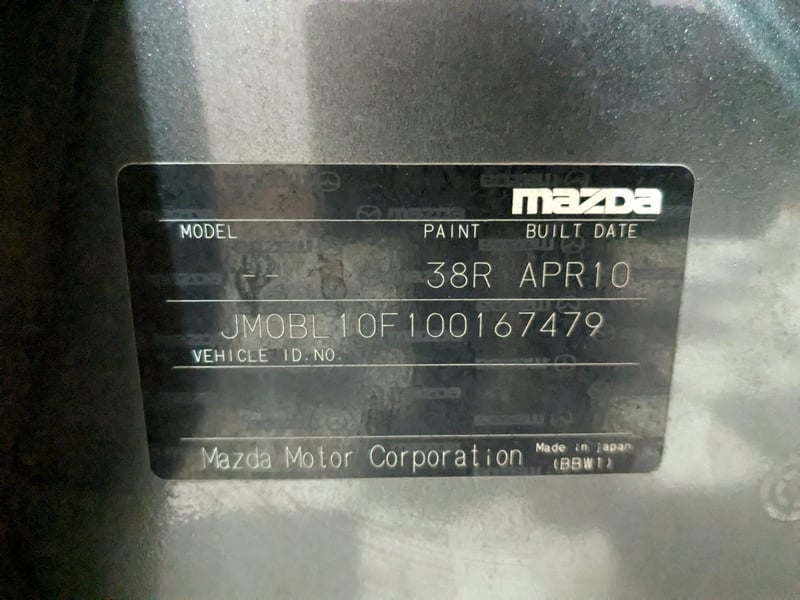 mazda
MODEL PAINT BUILT DATE
-- 38R APR10
JM0BL10F100167479
VEHICLE ID.NO.
Mazda Motor Corporation Made in japan
(BBW1)